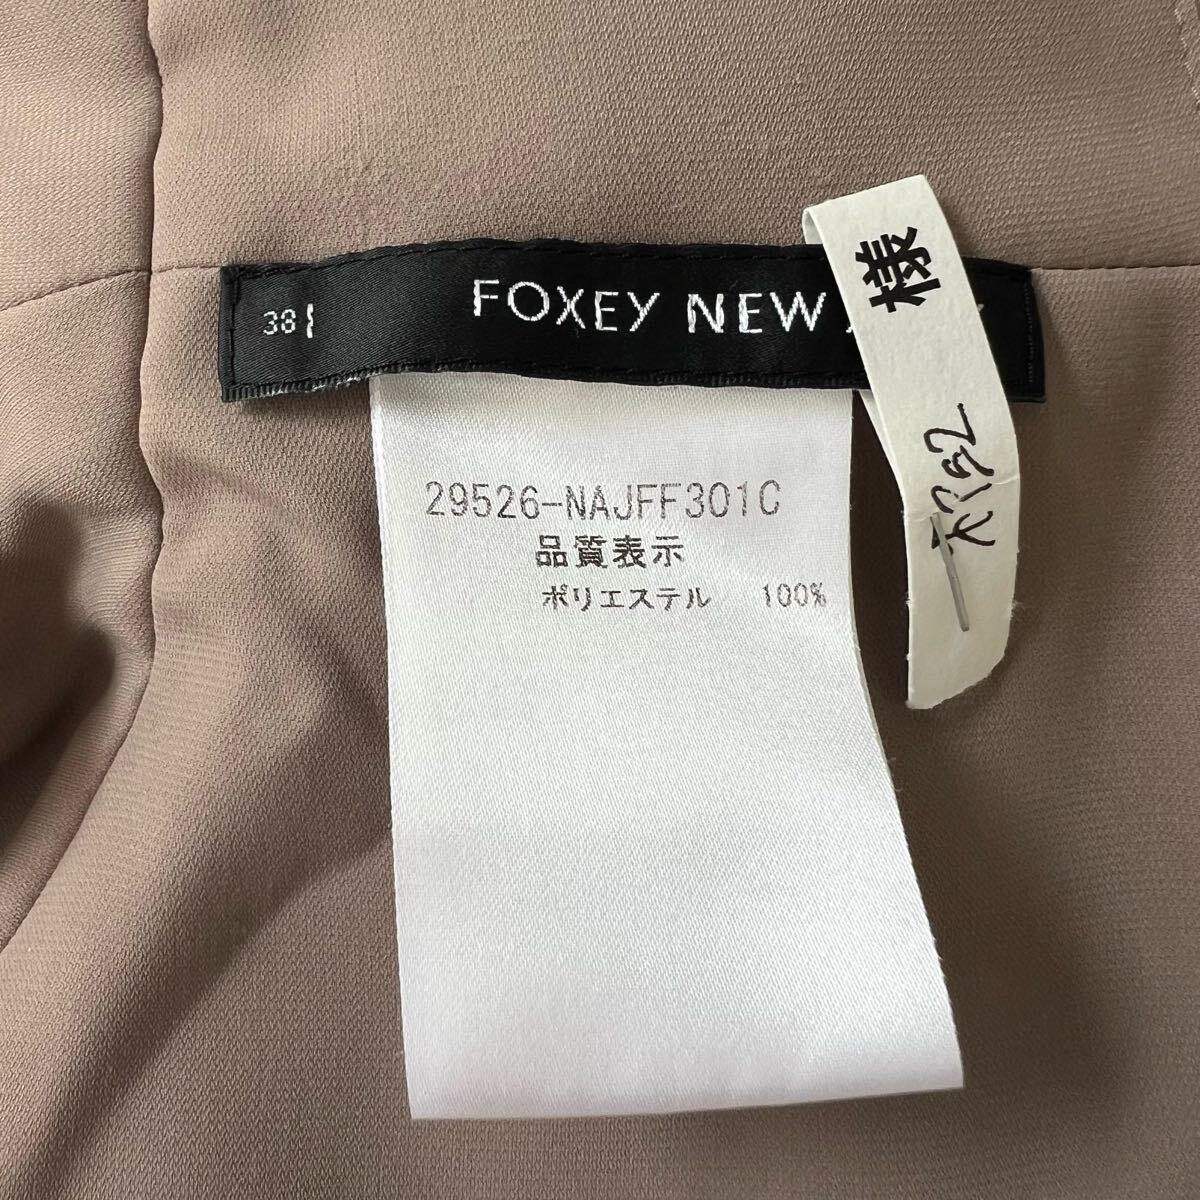 38
FOXEY NEW
様
29526-NAJFF301C
品質表示
ポリエステル 100%